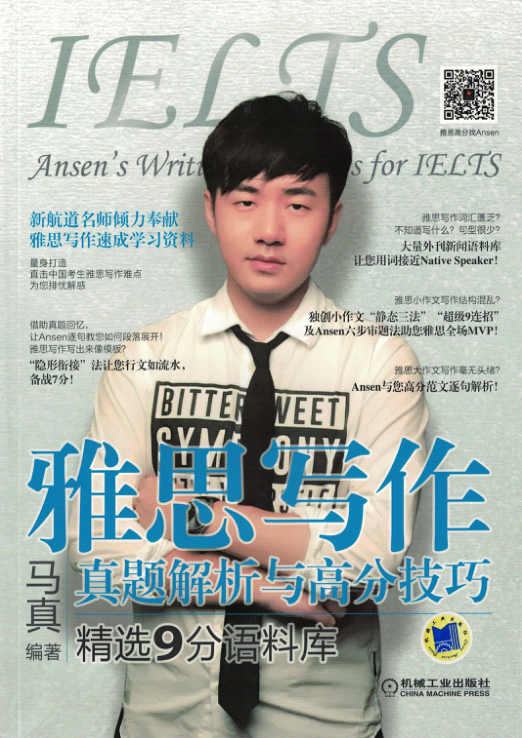 IELTS
Ansen's Writ
s for IELTS
雅思高分找Ansen
新航道名师倾力奉献
雅思写作速成学习资料
量身打造
直击中国考生雅思写作难点
为您排忧解惑
借助真题回忆，
让Ansen逐句教您如何段落展开！
雅思写作写出来像模板？
“隐形衔接”法让您行文如流水，
备战7分！
雅思写作词汇匮乏？
不知道写什么？句型很少？
大量外刊新闻语料库
让您用词接近Native Speaker！
雅思小作文写作结构混乱？
独创小作文“静态三法”“超级9连招”
及Ansen六步审题法助您雅思全场MVP！
雅思大作文写作毫无头绪？
Ansen与您高分范文逐句解析！
BITTER WEET
SYM ONY
雅思写作
真题解析与高分技巧
马真
编著
精选9分语料库
机械工业出版社
CHINA MACHINE PRESS